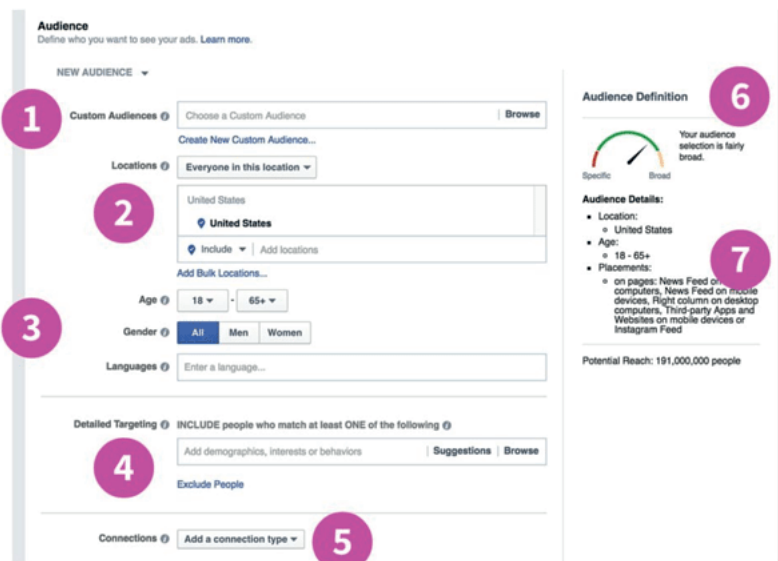 Audience
Define who you want to see your ads. Learn more.
NEW AUDIENCE
1
Custom Audiences
Choose a Custom Audience
Browse
Create New Custom Audience...
Locations
Everyone in this location
2
United States
United States
Include
Add locations
Add Bulk Locations...
Age
18 - 65+
3
Gender
All Men Women
Languages
Enter a language...
Detailed Targeting
INCLUDE people who match at least ONE of the following
4
Add demographics, interests or behaviors
Suggestions
Browse
Exclude People
Connections
Add a connection type
5
Audience Definition
6
Your audience
selection is fairly
broad.
Specific
Broad
Audience Details:
Location:
United States
Age:
18 - 65+
7
Placements:
on pages: News Feed on
computers, News Feed on mobile
devices, Right column on desktop
computers, Third-party Apps and
Websites on mobile devices or
Instagram Feed
Potential Reach: 191,000,000 people